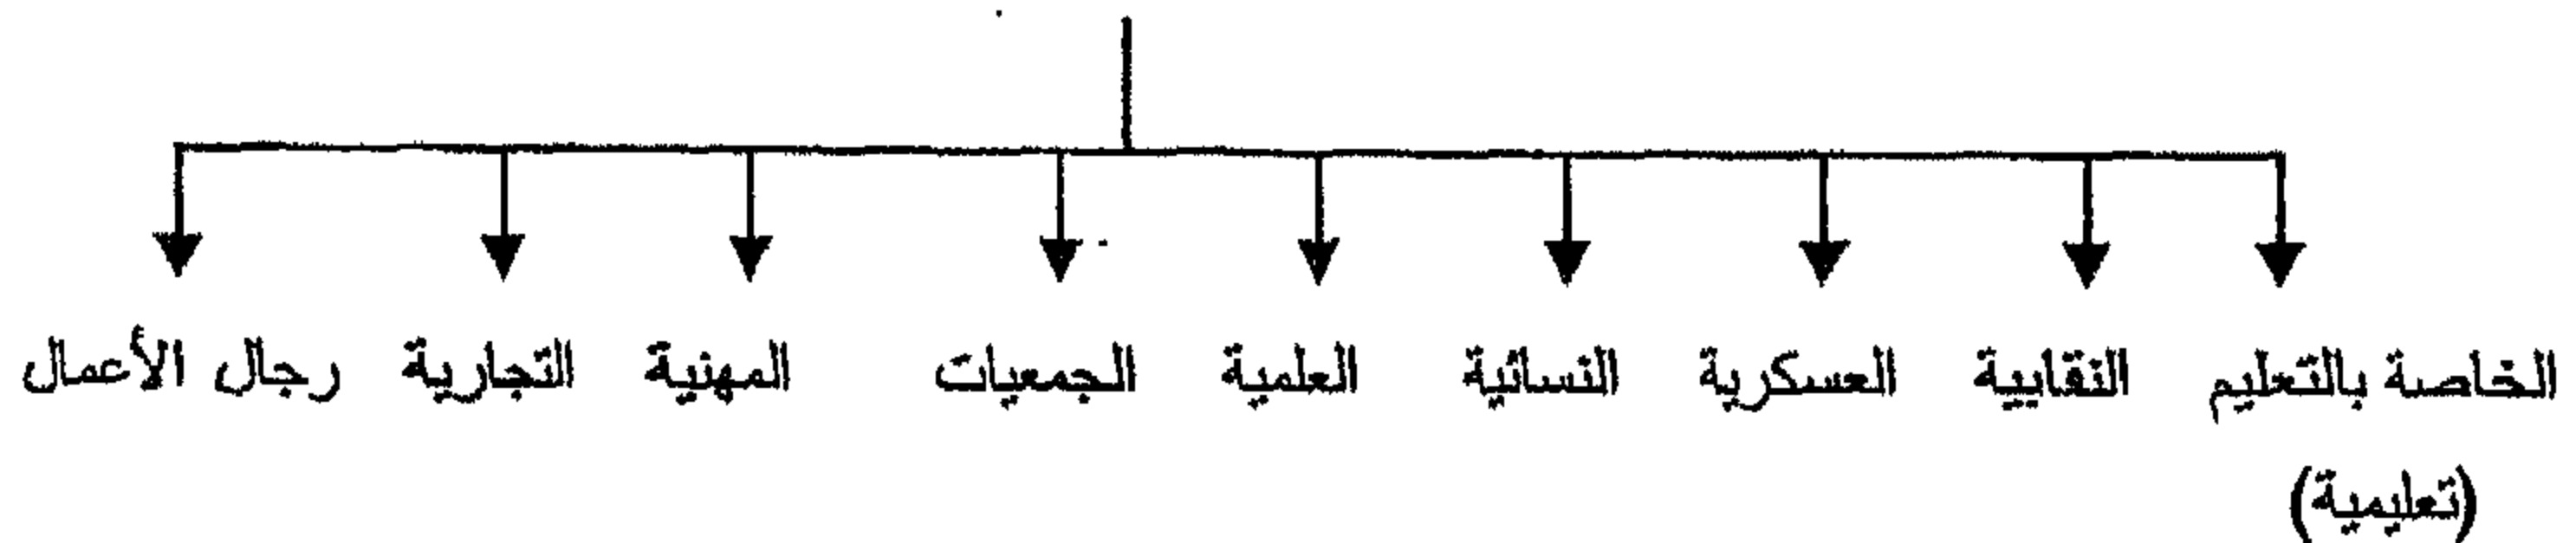 الخاصة بالتعليم النقابية العسكرية النسائية العلمية الجمعيات المهنية التجارية رجال الأعمال
(تعليمية)